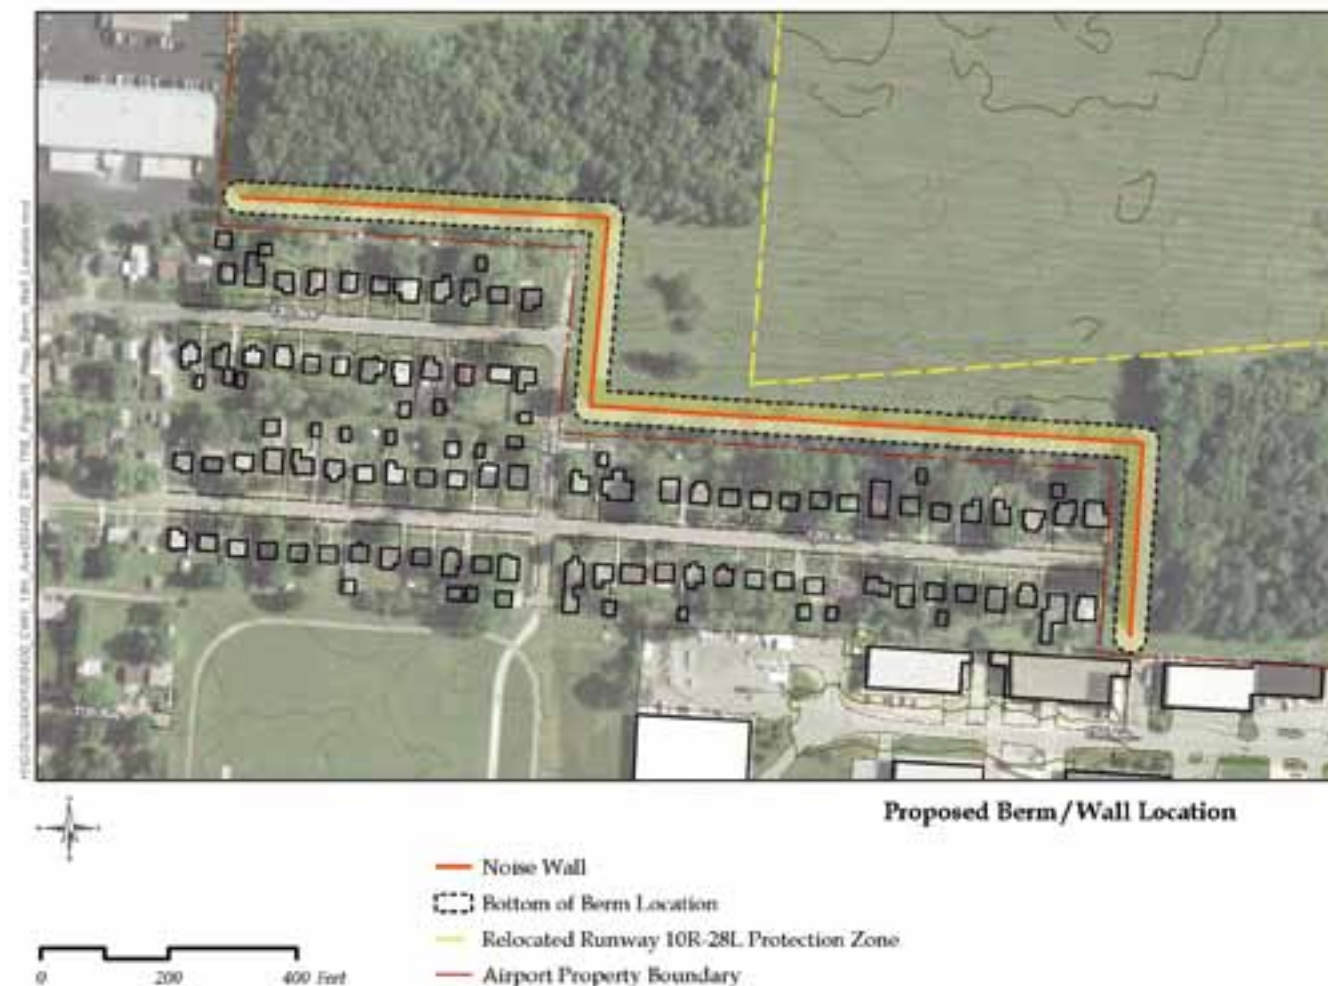 Proposed Berm/Wall Location
Noise Wall
Bottom of Berm Location
Relocated Runway 10R-28L Protection Zone
Airport Property Boundary
0 200 400 Feet